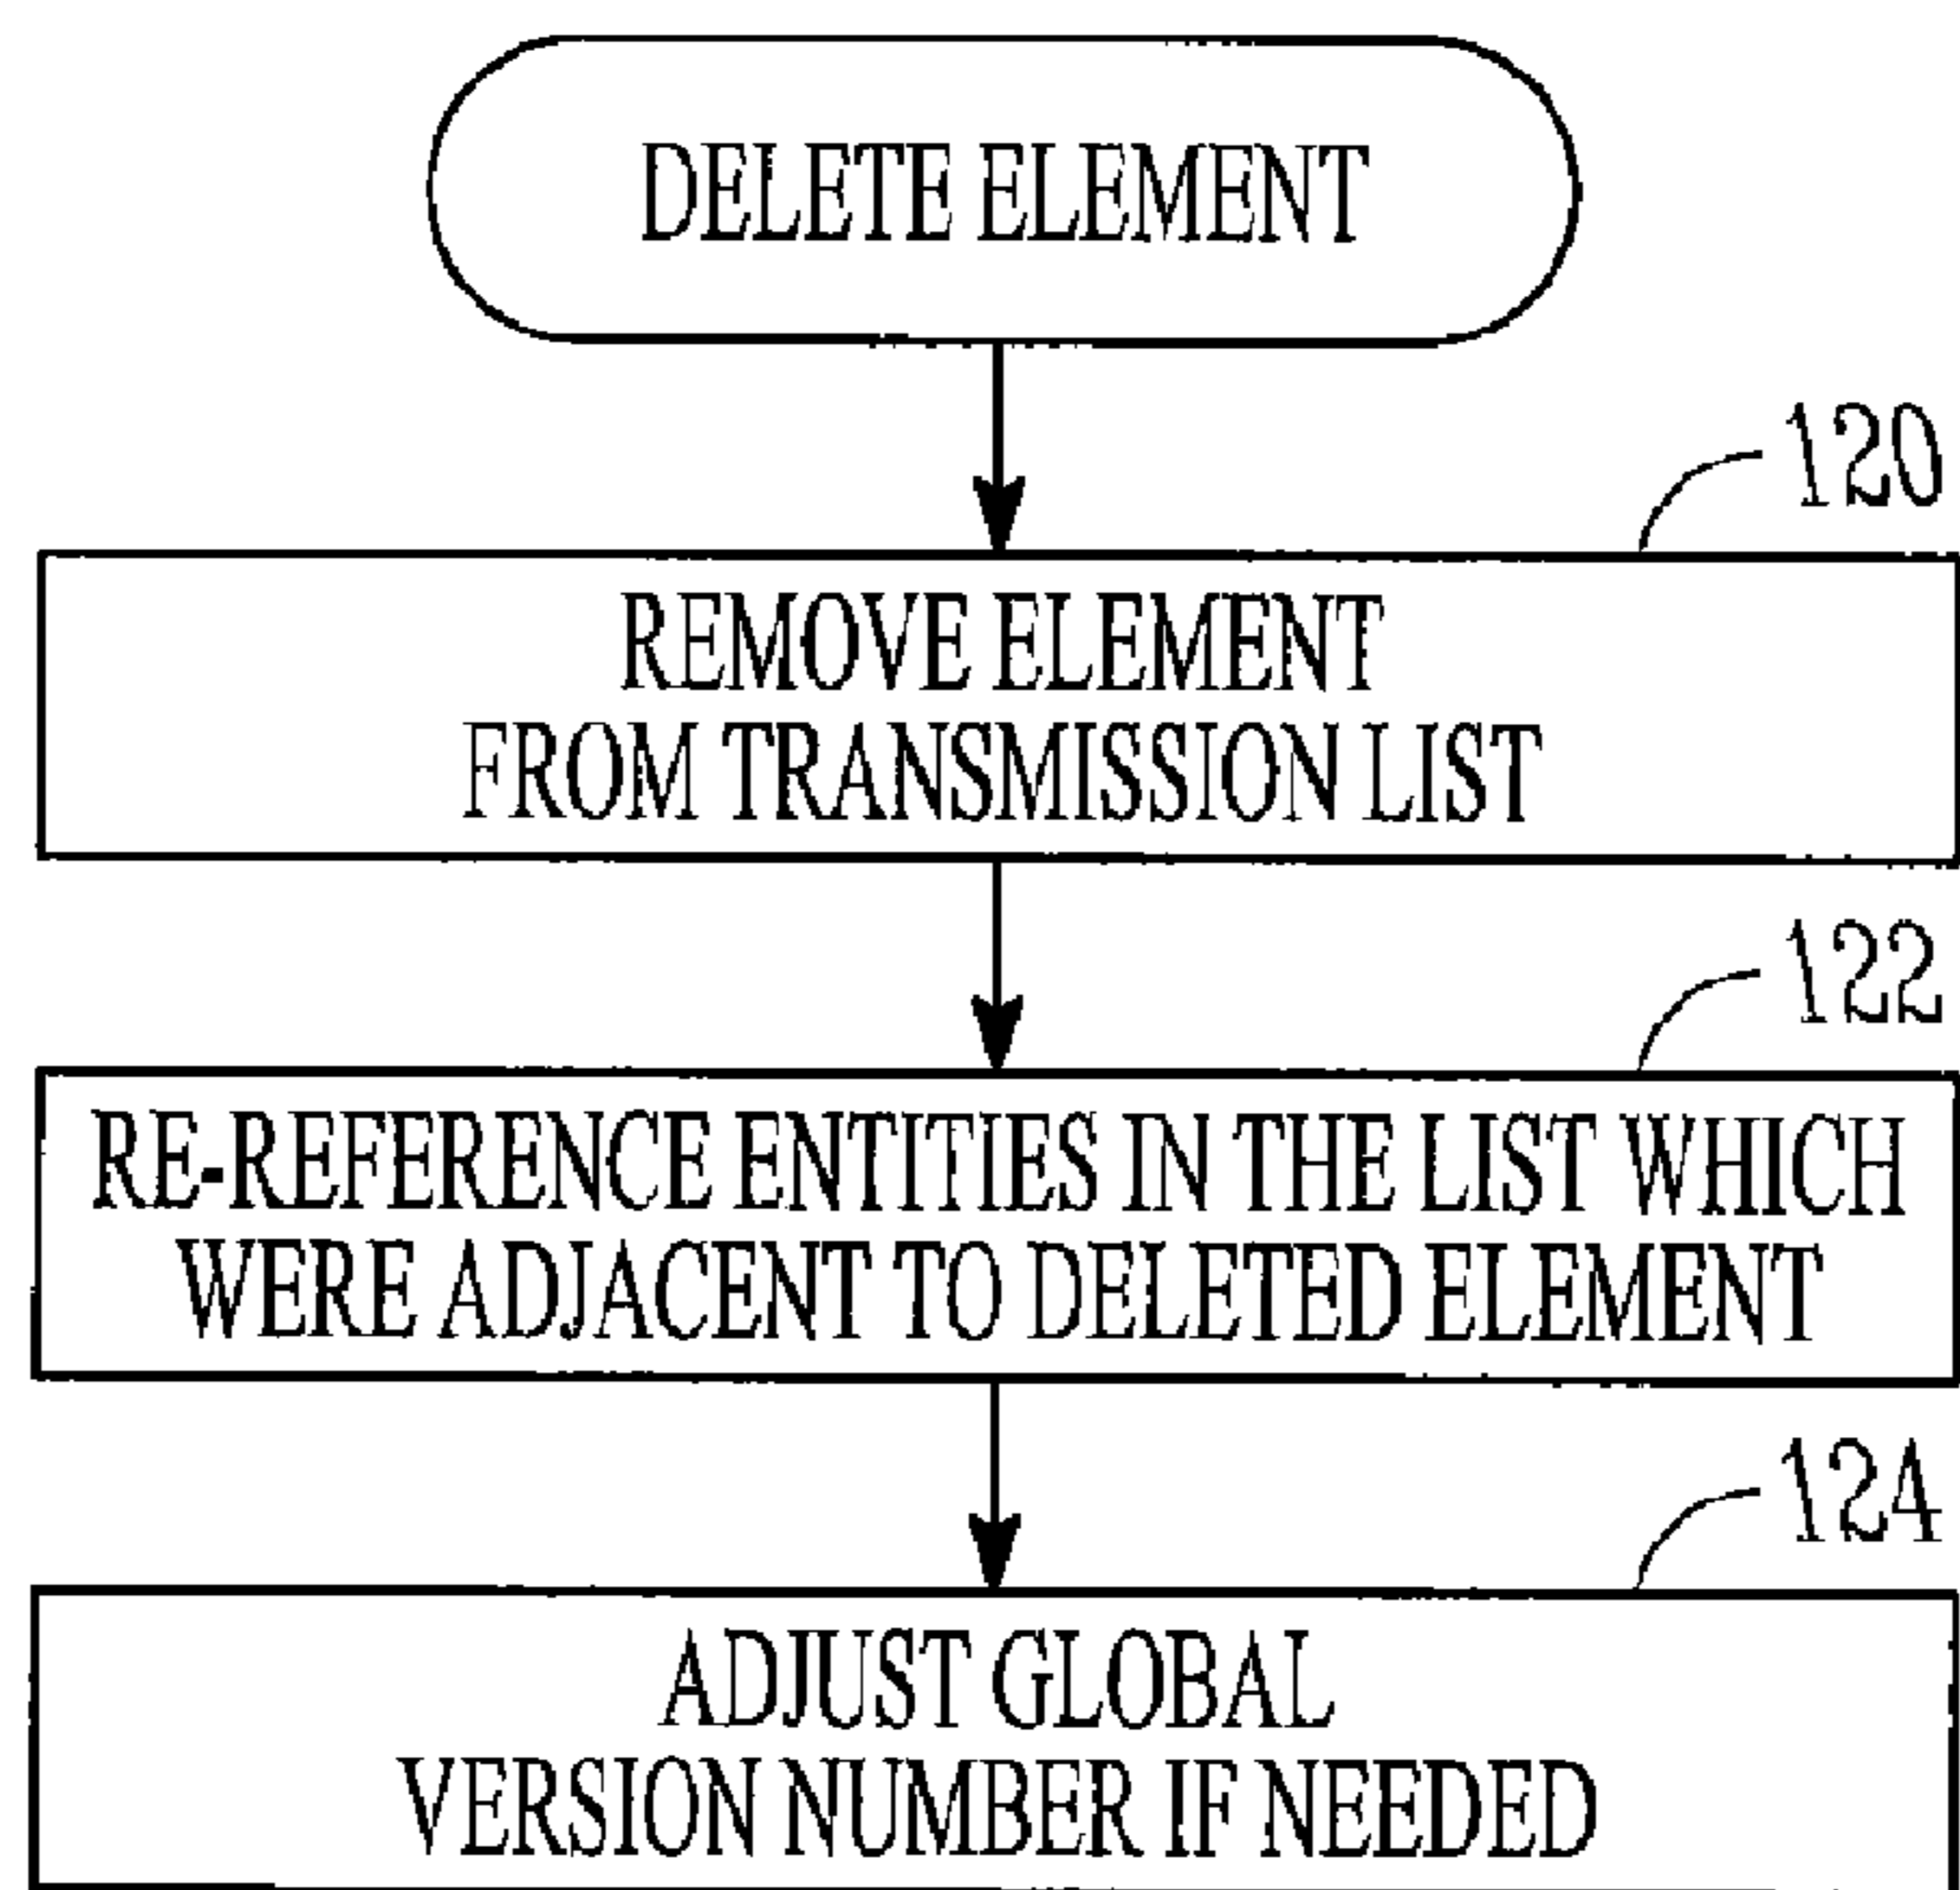 DELETE ELEMENT
120
REMOVE ELEMENT
FROM TRANSMISSION LIST
122
RE-REFERENCE ENTITIES IN THE LIST WHICH
WERE ADJACENT TO DELETED ELEMENT
124
ADJUST GLOBAL
VERSION NUMBER IF NEEDED